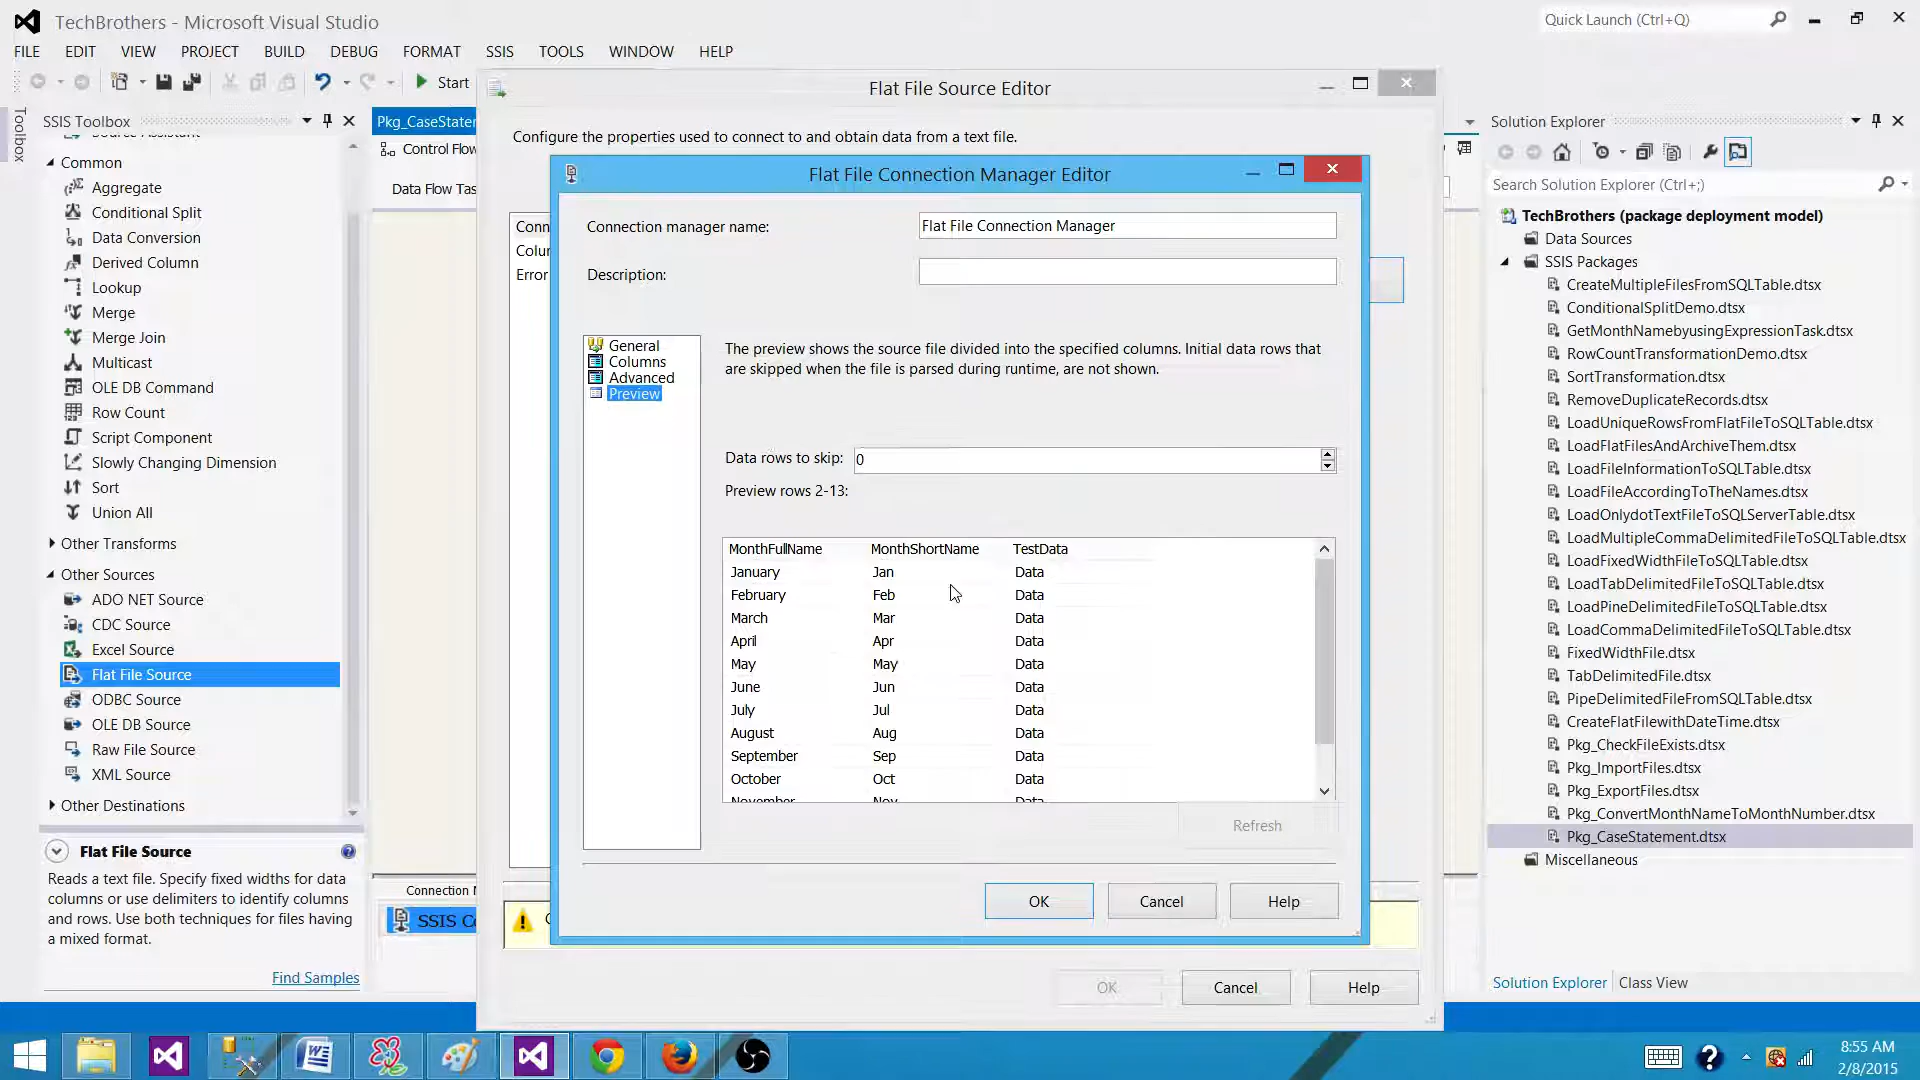 TechBrothers - Microsoft Visual Studio
Quick Launch (Ctrl+Q)
FILE EDIT VIEW PROJECT BUILD DEBUG FORMAT SSIS TOOLS WINDOW HELP
Start
Toolbox
SSIS Toolbox
Common
Aggregate
Conditional Split
Data Conversion
Derived Column
Lookup
Merge
Merge Join
Multicast
OLE DB Command
Row Count
Script Component
Slowly Changing Dimension
Sort
Union All
Other Transforms
Other Sources
ADO NET Source
CDC Source
Excel Source
Flat File Source
ODBC Source
OLE DB Source
Raw File Source
XML Source
Other Destinations
Flat File Source
Reads a text file. Specify fixed widths for data
columns or use delimiters to identify columns
and rows. Use both techniques for files having
a mixed format.
Find Samples
Pkg_CaseStatem
Control Flow
Data Flow Tas
Connection M
SSIS Co
Flat File Source Editor
Configure the properties used to connect to and obtain data from a text file.
Conn
Colu
Error
OK Cancel Help
Flat File Connection Manager Editor
Connection manager name: Flat File Connection Manager
Description:
General
Columns
Advanced
Preview
The preview shows the source file divided into the specified columns. Initial data rows that
are skipped when the file is parsed during runtime, are not shown.
Data rows to skip: 0
Preview rows 2-13:
MonthFullName MonthShortName TestData
January Jan Data
February Feb Data
March Mar Data
April Apr Data
May May Data
June Jun Data
July Jul Data
August Aug Data
September Sep Data
October Oct Data
November Nov Data
Refresh
OK Cancel Help
Solution Explorer
Search Solution Explorer (Ctrl+;)
TechBrothers (package deployment model)
Data Sources
SSIS Packages
CreateMultipleFilesFromSQLTable.dtsx
ConditionalSplitDemo.dtsx
GetMonthNamebyusingExpressionTask.dtsx
RowCountTransformationDemo.dtsx
SortTransformation.dtsx
RemoveDuplicateRecords.dtsx
LoadUniqueRowsFromFlatFileToSQLTable.dtsx
LoadFlatFilesAndArchiveThem.dtsx
LoadFileInformationToSQLTable.dtsx
LoadFileAccordingToTheNames.dtsx
LoadOnlydotTextFileToSQLServerTable.dtsx
LoadMultipleCommaDelimitedFileToSQLTable.dtsx
LoadFixedWidthFileToSQLTable.dtsx
LoadTabDelimitedFileToSQLTable.dtsx
LoadPineDelimitedFileToSQLTable.dtsx
LoadCommaDelimitedFileToSQLTable.dtsx
FixedWidthFile.dtsx
TabDelimitedFile.dtsx
PipeDelimitedFileFromSQLTable.dtsx
CreateFlatFilewithDateTime.dtsx
Pkg_CheckFileExists.dtsx
Pkg_ImportFiles.dtsx
Pkg_ExportFiles.dtsx
Pkg_ConvertMonthNameToMonthNumber.dtsx
Pkg_CaseStatement.dtsx
Miscellaneous
Solution Explorer Class View
8:55 AM
2/8/2015